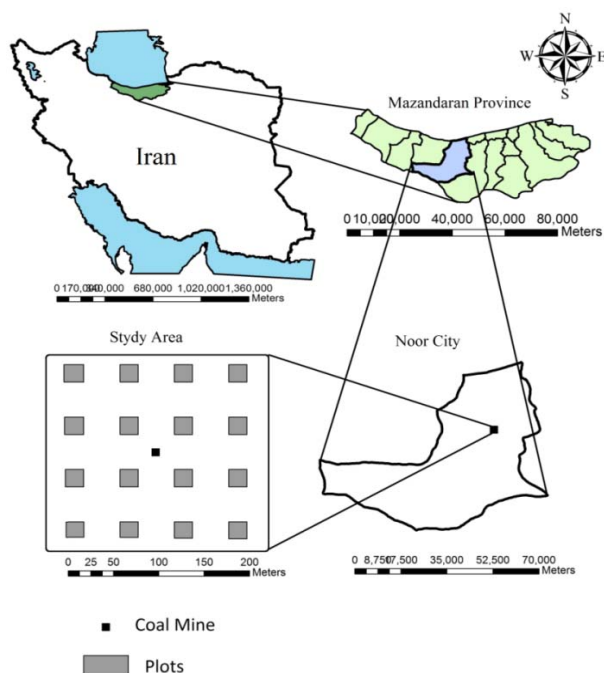 N
W E
S
Mazandaran Province
Iran
0 10,000 20,000 40,000 60,000 80,000
Meters
0 170,000 340,000 680,000 1,020,000 1,360,000
Meters
Stydy Area
Noor City
0 25 50 100 150 200
Meters
0 8,750 17,500 35,000 52,500 70,000
Meters
Coal Mine
Plots